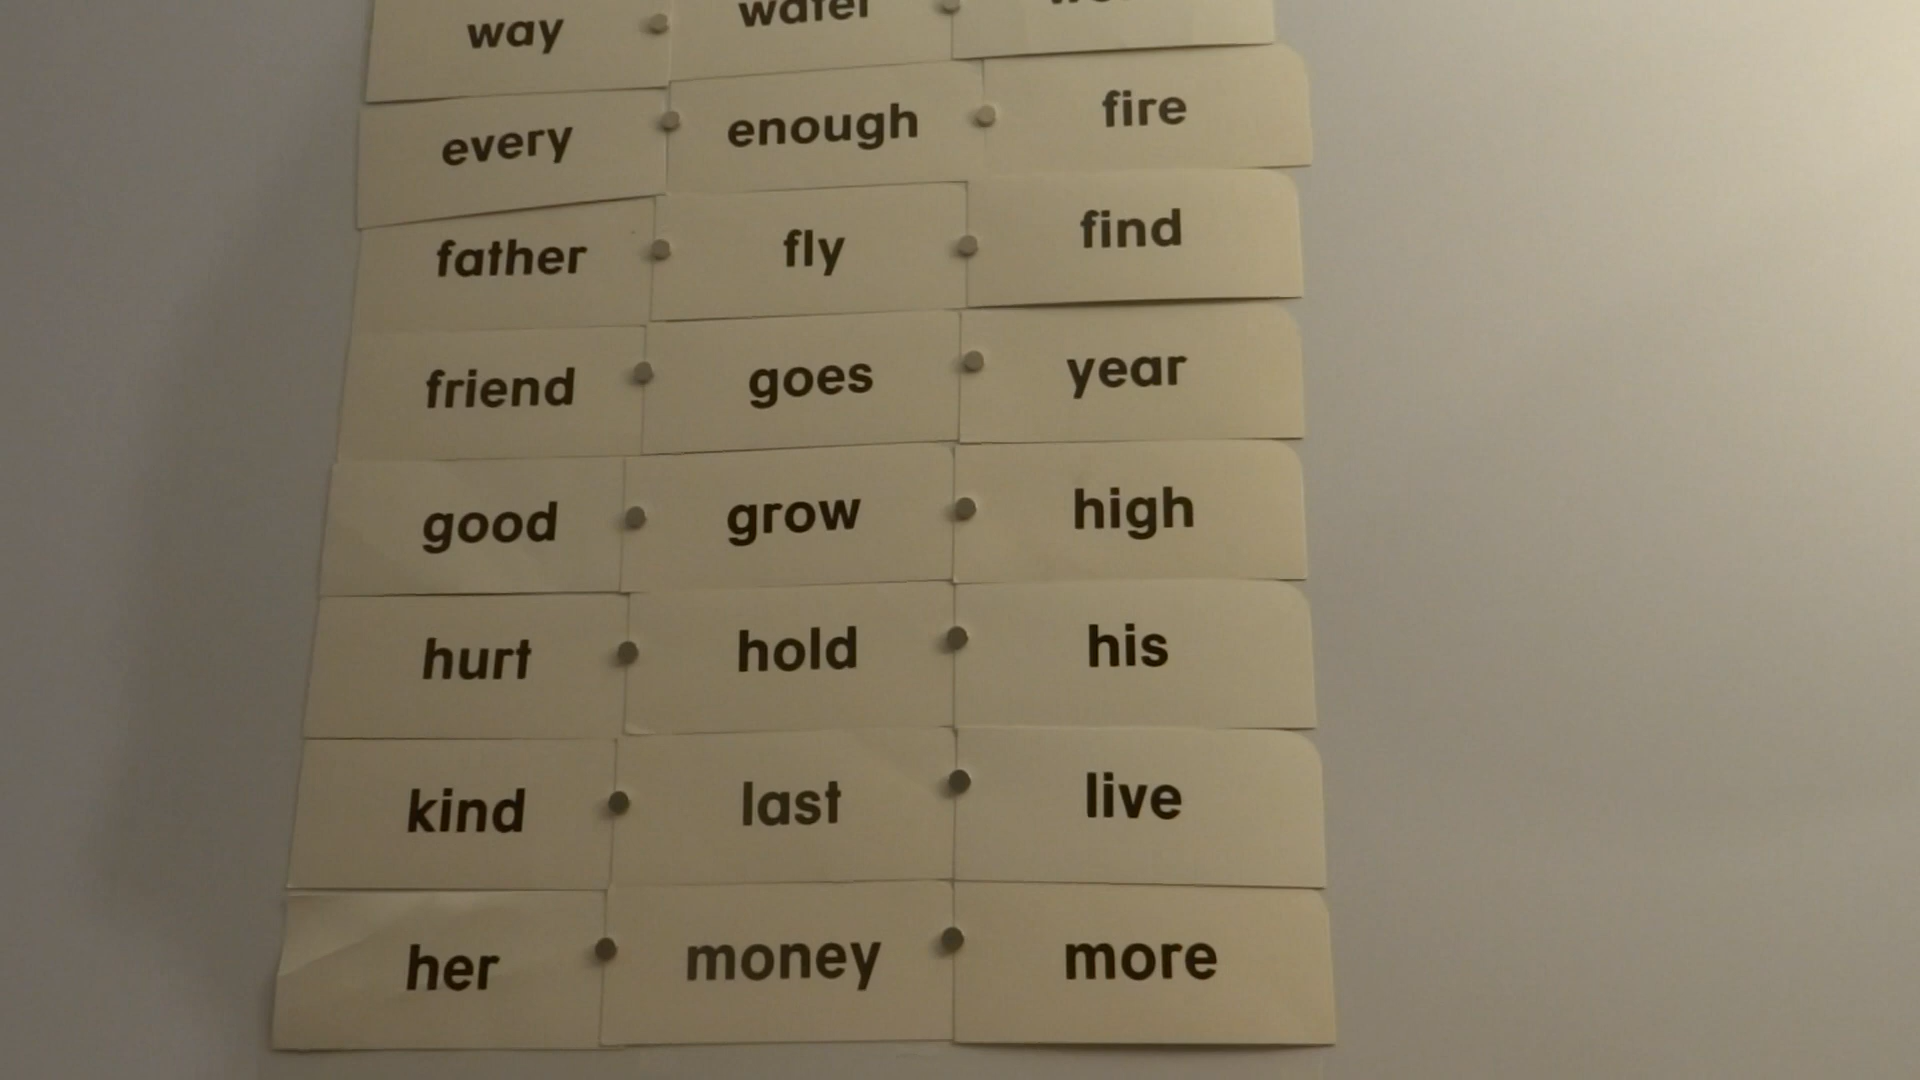 way water
every enough fire
father fly find
friend goes year
good grow high
hurt hold his
kind last live
her money more